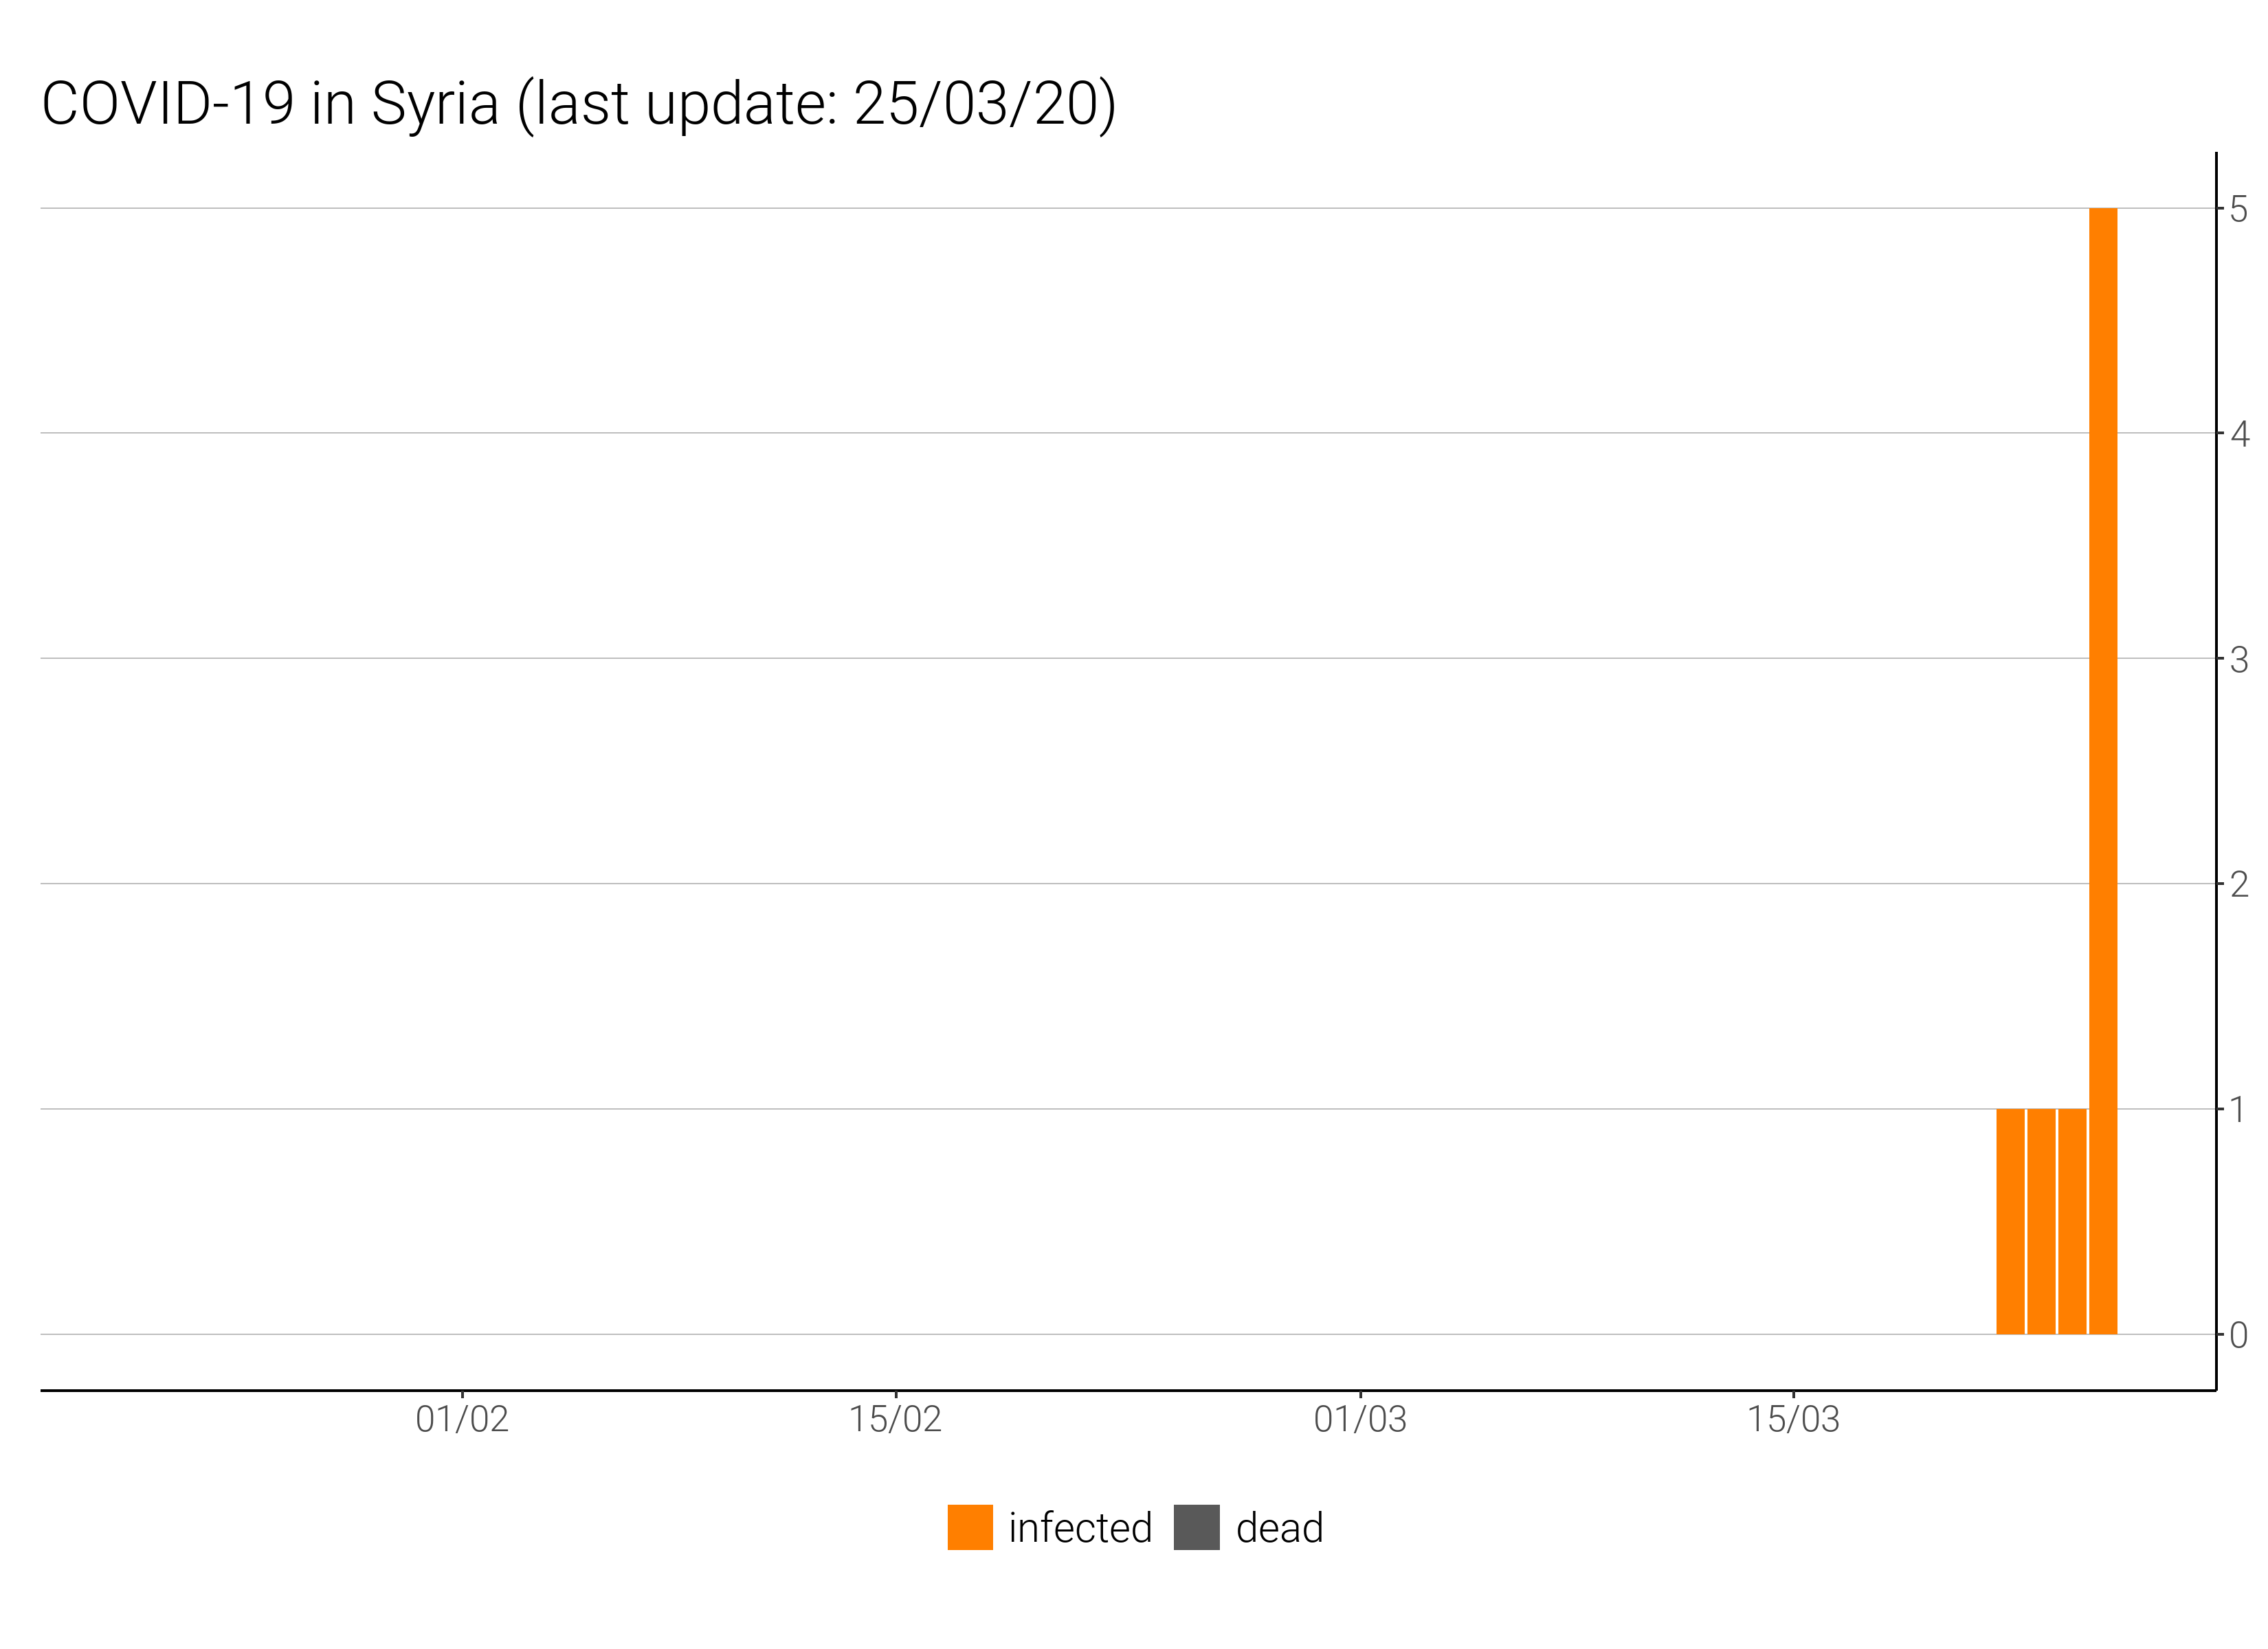 COVID-19 in Syria (last update: 25/03/20)
5
4
3
2
1
0
01/02 15/02 01/03 15/03
infected dead